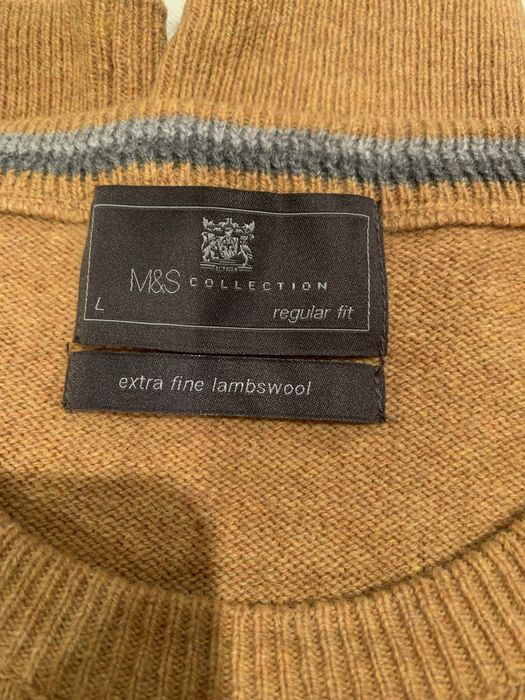 M&S COLLECTION
L regular fit
extra fine lambswool